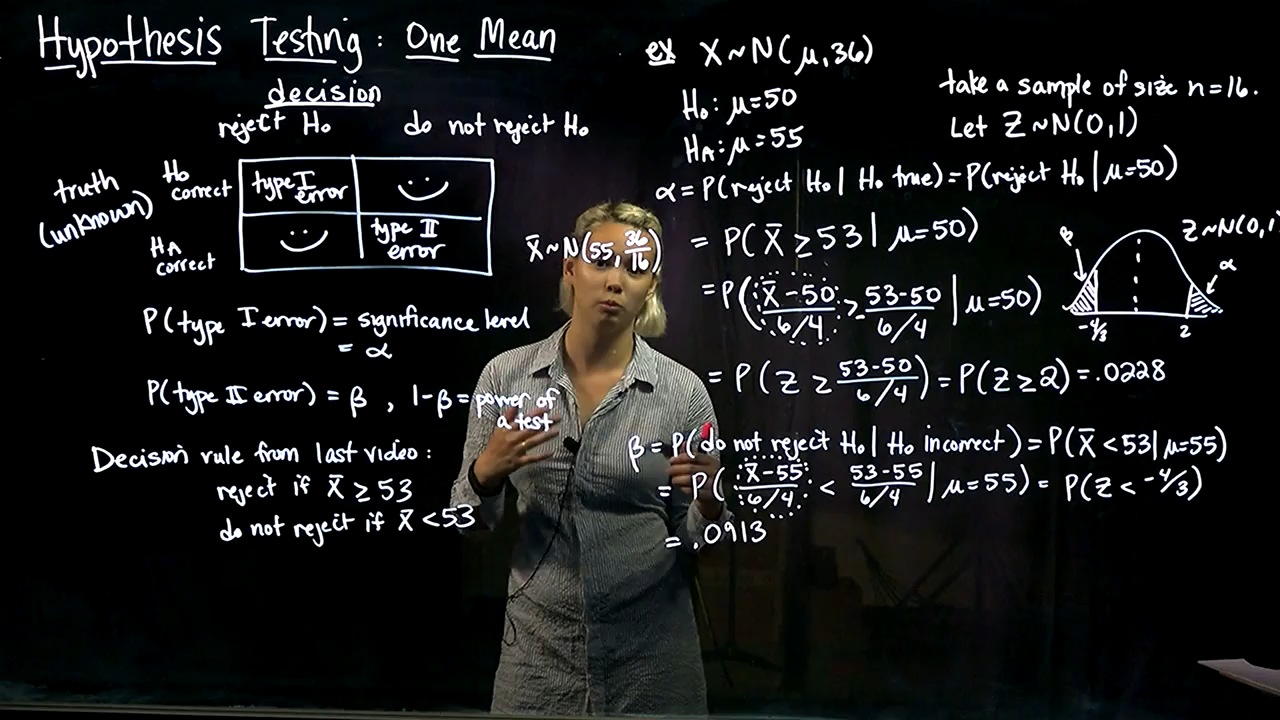 Hypothesis Testing: One Mean
decision
reject H₀ do not reject H₀
truth
(unknown)
H₀
correct
type I
error
H_A
correct
type II
error
P(type I error) = significance level
= α
P(type II error) = β , 1-β = power of
a test
Decision rule from last video:
reject if X̄ ≥ 53
do not reject if X̄ < 53
ex X~N(μ,36)
H₀: μ=50
H_A: μ=55
take a sample of size n=16.
Let Z~N(0,1)
α = P(reject H₀ | H₀ true) = P(reject H₀ | μ=50)
X̄~N(55, 36/16)
= P(X̄ ≥ 53 | μ=50)
= P( (X̄-50)/(6/4) ≥ (53-50)/(6/4) | μ=50)
= P( Z ≥ (53-50)/(6/4) ) = P(Z≥2) = .0228
β Z~N(0,1
α
-4/3 2
β = P(do not reject H₀ | H₀ incorrect) = P(X̄ < 53 | μ=55)
= P( (X̄-55)/(6/4) < (53-55)/(6/4) | μ=55) = P(Z < -4/3)
= .0913